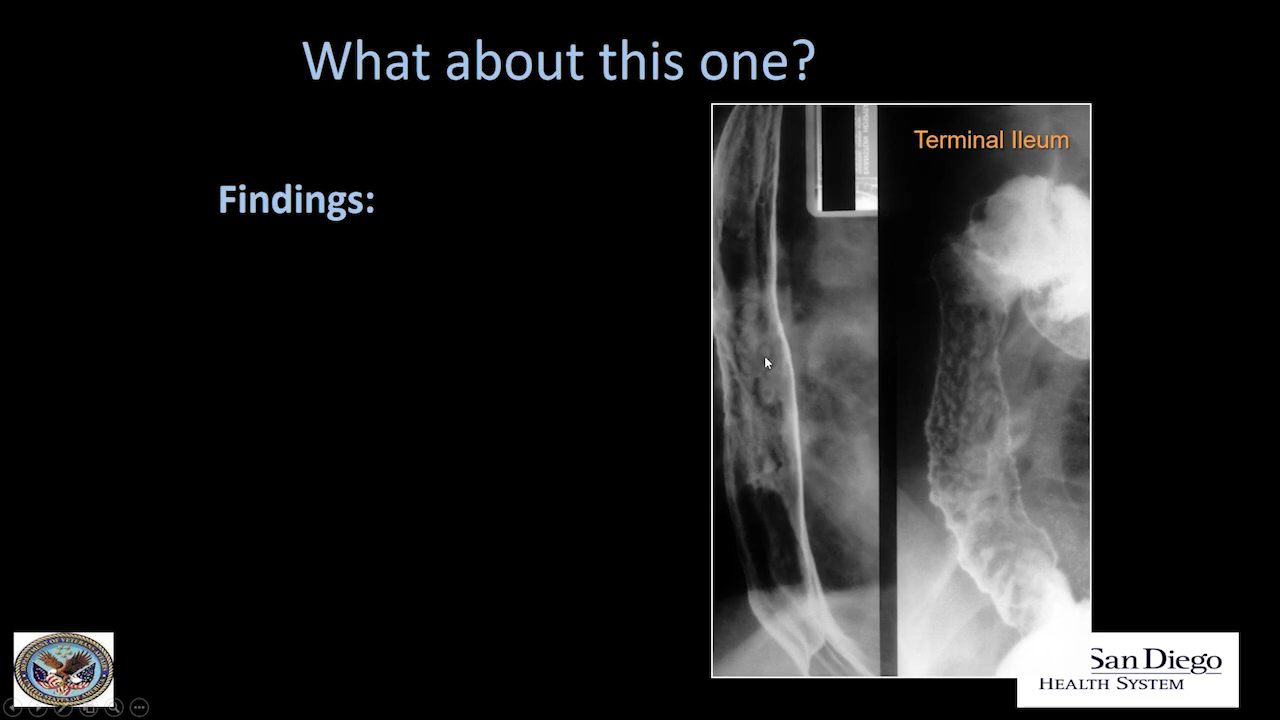 What about this one?
Findings:
Terminal Ileum
San Diego
HEALTH SYSTEM